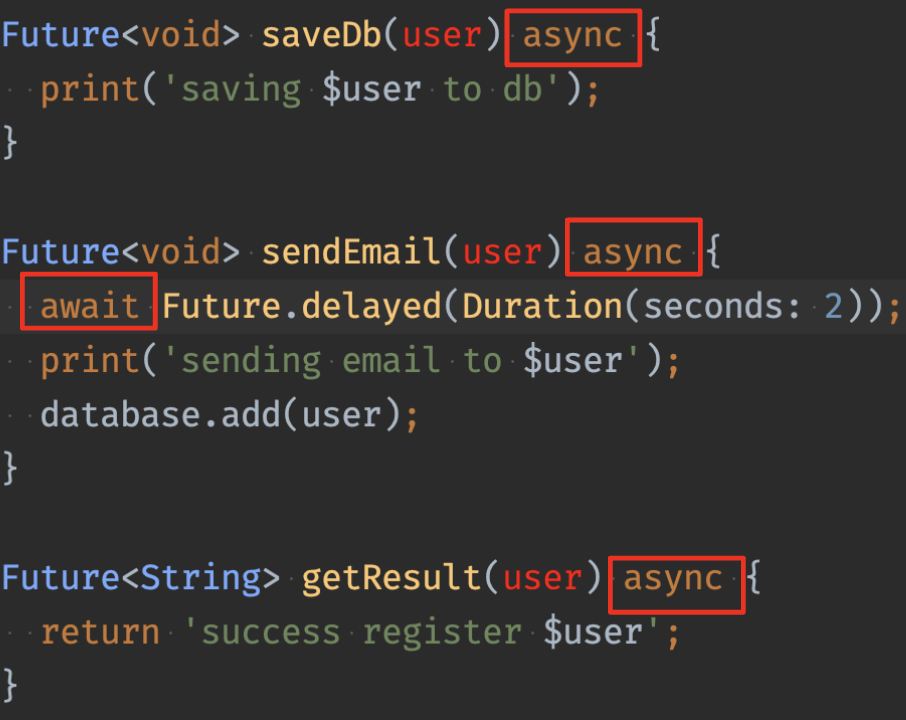 Future<void> saveDb(user) async {
  print('saving $user to db');
}
Future<void> sendEmail(user) async {
  await Future.delayed(Duration(seconds: 2));
  print('sending email to $user');
  database.add(user);
}
Future<String> getResult(user) async {
  return 'success register $user';
}